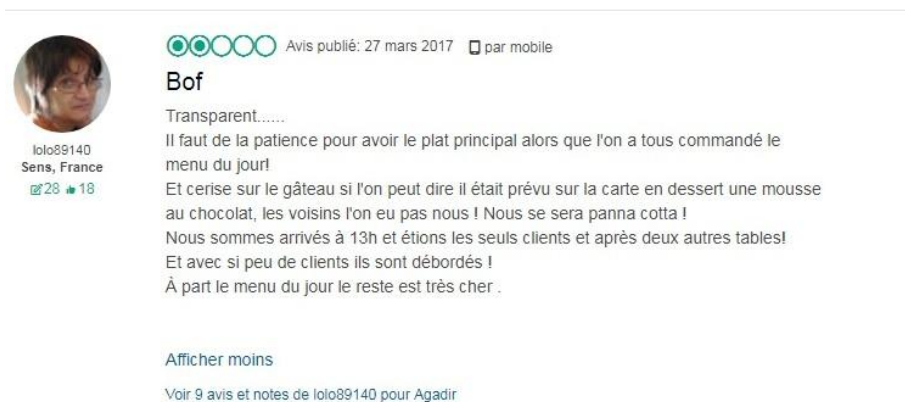 Avis publié: 27 mars 2017 par mobile
Bof
Transparent......
Il faut de la patience pour avoir le plat principal alors que l'on a tous commandé le
menu du jour!
Et cerise sur le gâteau si l'on peut dire il était prévu sur la carte en dessert une mousse
au chocolat, les voisins l'on eu pas nous ! Nous se sera panna cotta !
Nous sommes arrivés à 13h et étions les seuls clients et après deux autres tables!
Et avec si peu de clients ils sont débordés !
À part le menu du jour le reste est très cher .
lolo89140
Sens, France
28 18
Afficher moins
Voir 9 avis et notes de lolo89140 pour Agadir